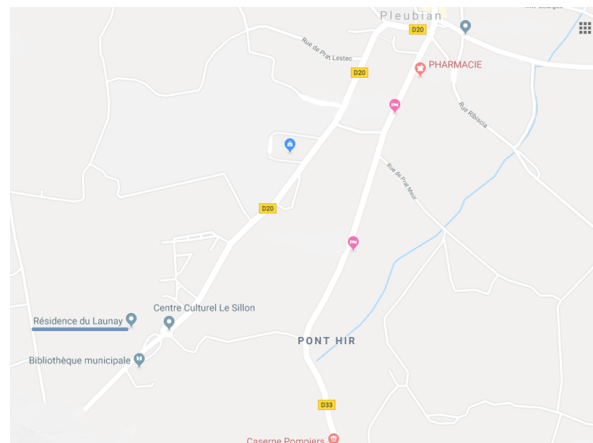 Pleubian
D20
D20
Rue de Prat Lestec
PHARMACIE
Rue Ribiscia
Rue de Prat Meur
D20
Centre Culturel Le Sillon
Résidence du Launay
PONT HIR
Bibliothèque municipale
D33
Caserne Pompiers